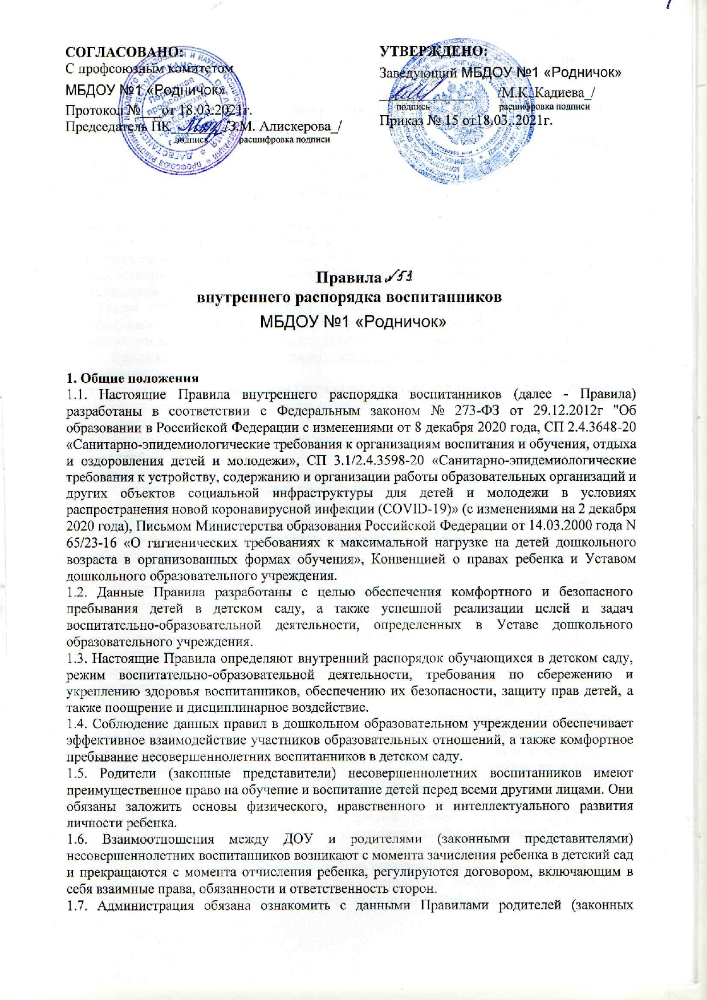 СОГЛАСОВАНО:
С профсоюзным комитетом
МБДОУ №1 «Родничок»
Протокол №___от 18.03.2021г.
Председатель ПК________/З.М. Алискерова_/
подпись расшифровка подписи
УТВЕРЖДЕНО:
Заведующий МБДОУ №1 «Родничок»
____________ /М.К. Кадиева_/
подпись расшифровка подписи
Приказ № 15 от18.03..2021г.
Правила
внутреннего распорядка воспитанников
МБДОУ №1 «Родничок»
1. Общие положения
1.1. Настоящие Правила внутреннего распорядка воспитанников (далее - Правила)
разработаны в соответствии с Федеральным законом № 273-ФЗ от 29.12.2012г "Об
образовании в Российской Федерации с изменениями от 8 декабря 2020 года, СП 2.4.3648-20
«Санитарно-эпидемиологические требования к организациям воспитания и обучения, отдыха
и оздоровления детей и молодежи», СП 3.1/2.4.3598-20 «Санитарно-эпидемиологические
требования к устройству, содержанию и организации работы образовательных организаций и
других объектов социальной инфраструктуры для детей и молодежи в условиях
распространения новой коронавирусной инфекции (COVID-19)» (с изменениями на 2 декабря
2020 года), Письмом Министерства образования Российской Федерации от 14.03.2000 года N
65/23-16 «О гигиенических требованиях к максимальной нагрузке на детей дошкольного
возраста в организованных формах обучения», Конвенцией о правах ребенка и Уставом
дошкольного образовательного учреждения.
1.2. Данные Правила разработаны с целью обеспечения комфортного и безопасного
пребывания детей в детском саду, а также успешной реализации целей и задач
воспитательно-образовательной деятельности, определенных в Уставе дошкольного
образовательного учреждения.
1.3. Настоящие Правила определяют внутренний распорядок обучающихся в детском саду,
режим воспитательно-образовательной деятельности, требования по сбережению и
укреплению здоровья воспитанников, обеспечению их безопасности, защиту прав детей, а
также поощрение и дисциплинарное воздействие.
1.4. Соблюдение данных правил в дошкольном образовательном учреждении обеспечивает
эффективное взаимодействие участников образовательных отношений, а также комфортное
пребывание несовершеннолетних воспитанников в детском саду.
1.5. Родители (законные представители) несовершеннолетних воспитанников имеют
преимущественное право на обучение и воспитание детей перед всеми другими лицами. Они
обязаны заложить основы физического, нравственного и интеллектуального развития
личности ребенка.
1.6. Взаимоотношения между ДОУ и родителями (законными представителями)
несовершеннолетних воспитанников возникают с момента зачисления ребенка в детский сад
и прекращаются с момента отчисления ребенка, регулируются договором, включающим в
себя взаимные права, обязанности и ответственность сторон.
1.7. Администрация обязана ознакомить с данными Правилами родителей (законных